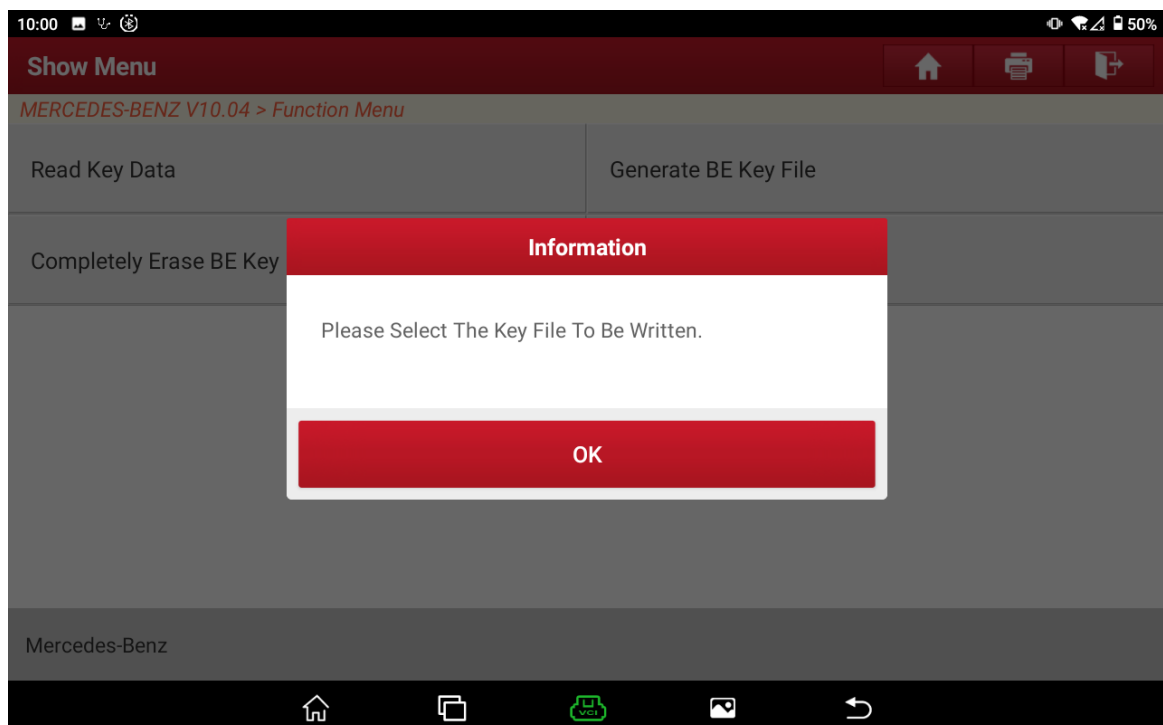 10:00
50%
Show Menu
MERCEDES-BENZ V10.04 > Function Menu
Read Key Data
Generate BE Key File
Completely Erase BE Key
Information
Please Select The Key File To Be Written.
OK
Mercedes-Benz
VCI